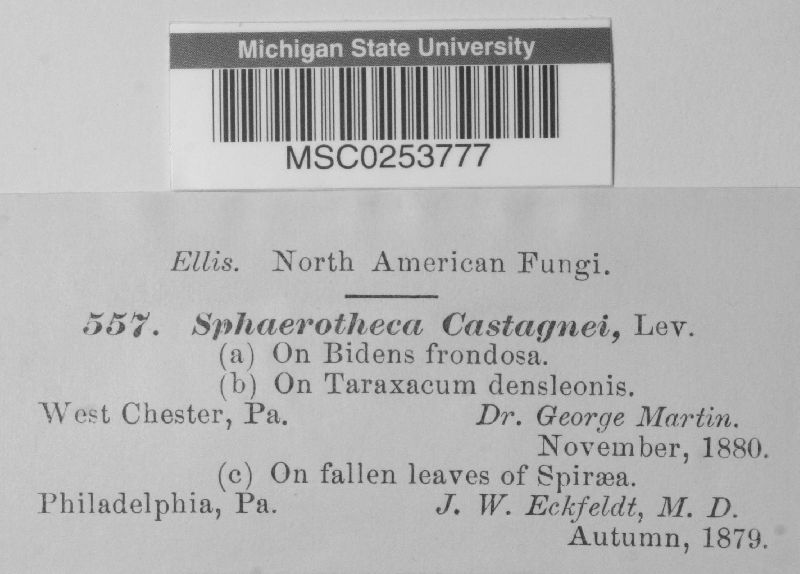 Michigan State University
MSC0253777
Ellis. North American Fungi.
557. Sphaerotheca Castagnei, Lev.
(a) On Bidens frondosa.
(b) On Taraxacum densleonis.
West Chester, Pa. Dr. George Martin.
November, 1880.
(c) On fallen leaves of Spiræa.
Philadelphia, Pa. J. W. Eckfeldt, M. D.
Autumn, 1879.